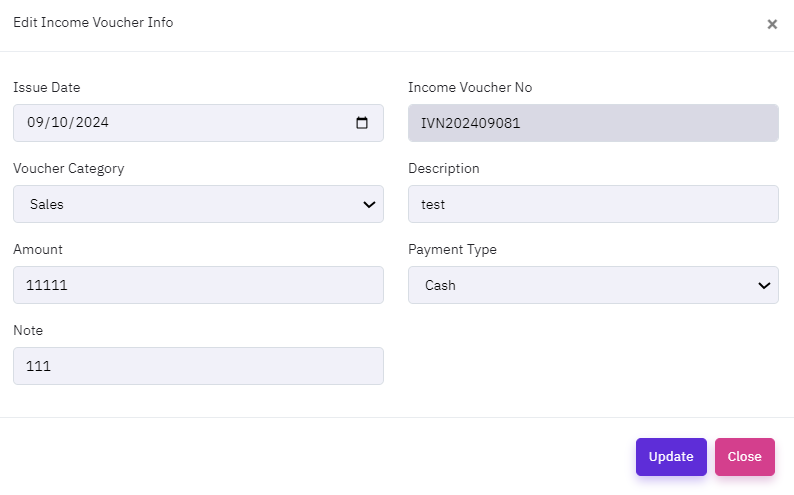 Edit Income Voucher Info
×
Issue Date
Income Voucher No
09/10/2024
IVN202409081
Voucher Category
Description
Sales
test
Amount
Payment Type
11111
Cash
Note
111
Update
Close